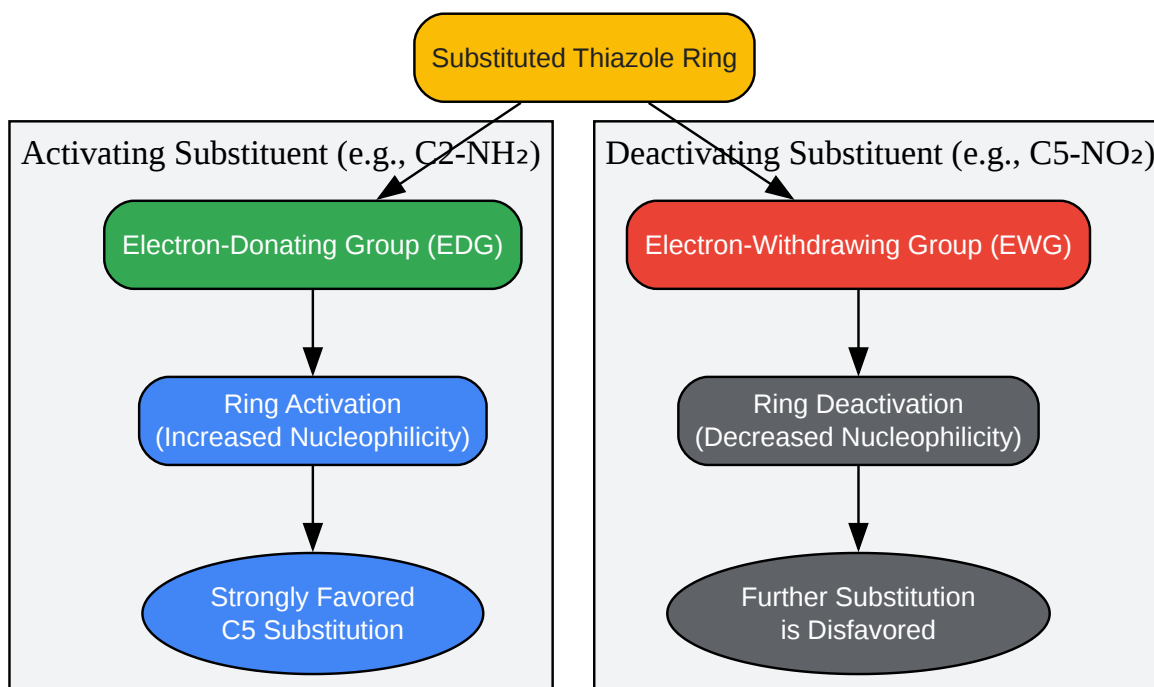 Substituted Thiazole Ring
Activating Substituent (e.g., C2-NH₂)
Electron-Donating Group (EDG)
Ring Activation
(Increased Nucleophilicity)
Strongly Favored
C5 Substitution
Deactivating Substituent (e.g., C5-NO₂)
Electron-Withdrawing Group (EWG)
Ring Deactivation
(Decreased Nucleophilicity)
Further Substitution
is Disfavored